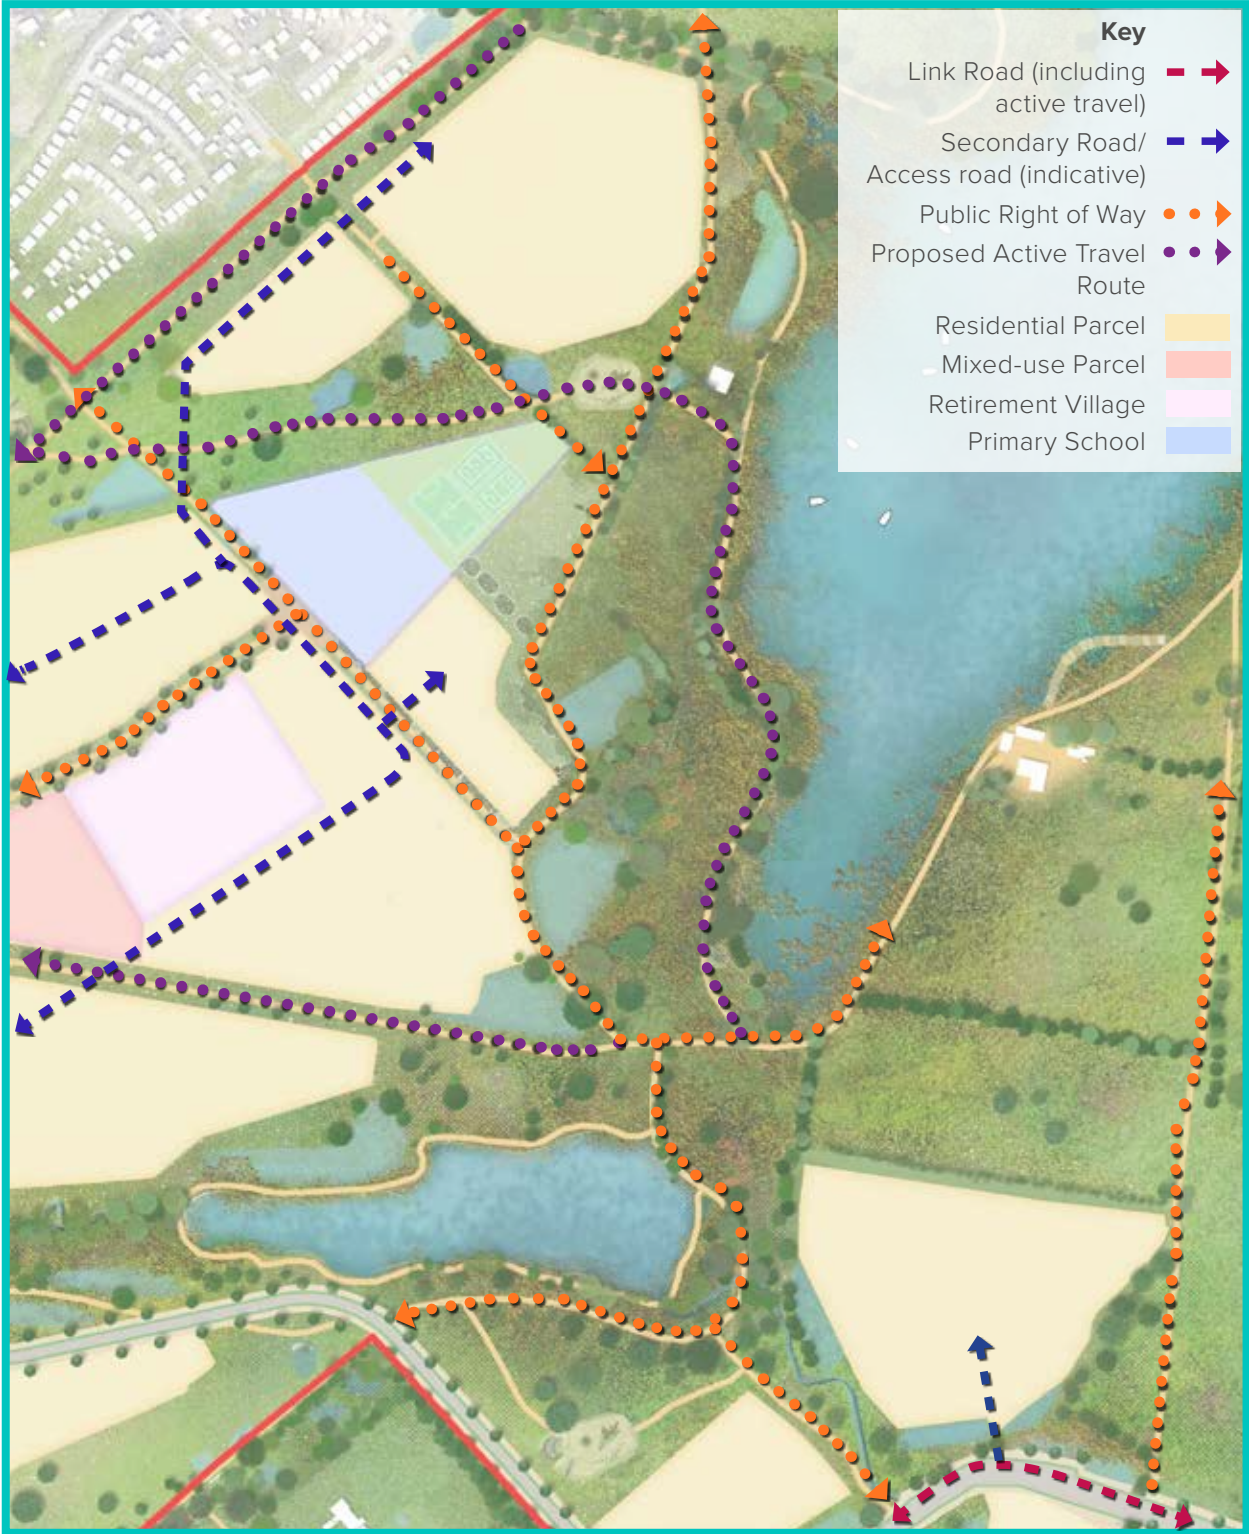 Key
Link Road (including
active travel)
Secondary Road/
Access road (indicative)
Public Right of Way
Proposed Active Travel
Route
Residential Parcel
Mixed-use Parcel
Retirement Village
Primary School